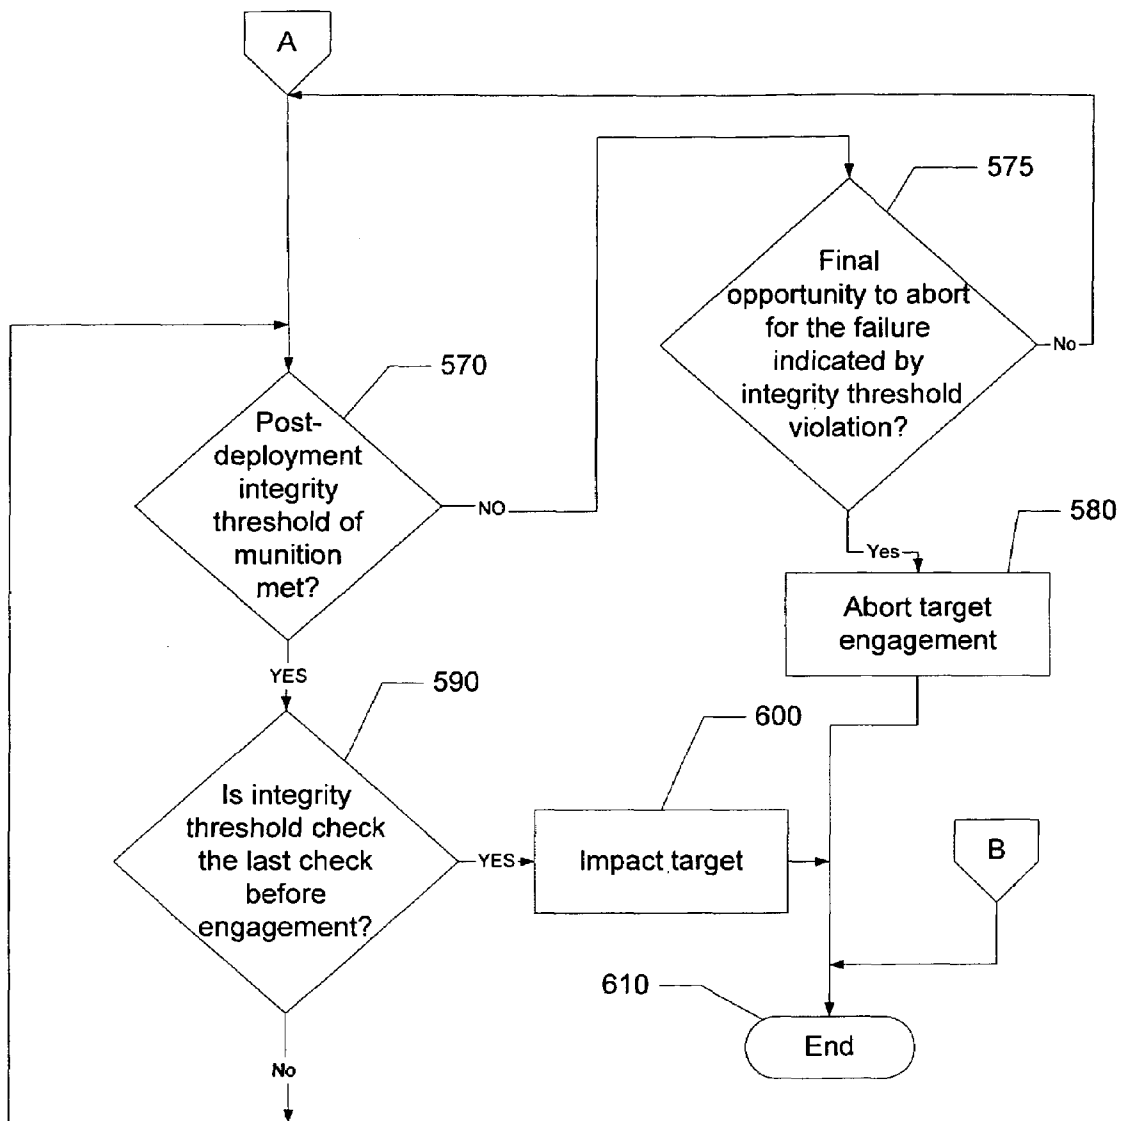 A
575
Final
opportunity to abort
for the failure
indicated by
integrity threshold
violation?
No
570
Post-
deployment
integrity
threshold of
munition
met?
NO
580
Yes
Abort target
engagement
YES
590
600
Is integrity
threshold check
the last check
before
engagement?
YES
Impact target
B
610
End
No